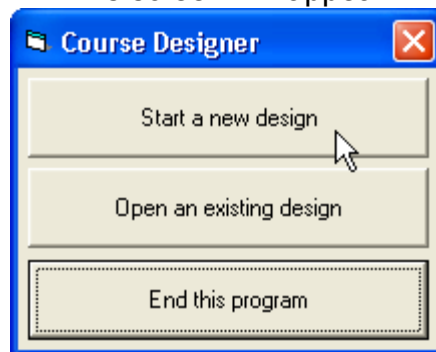 Course Designer
Start a new design
Open an existing design
End this program